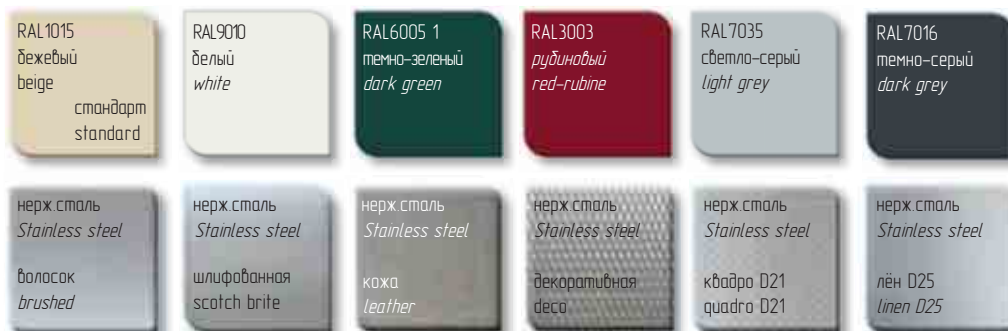 RAL1015
бежевый
beige
стандарт
standard
RAL9010
белый
white
RAL6005 1
темно-зеленый
dark green
RAL3003
рубиновый
red-rubine
RAL7035
светло-серый
light grey
RAL7016
темно-серый
dark grey
нерж.сталь
Stainless steel
волосок
brushed
нерж.сталь
Stainless steel
шлифованная
scotch brite
нерж.сталь
Stainless steel
кожа
leather
нерж.сталь
Stainless steel
декоративная
deco
нерж.сталь
Stainless steel
квадро D21
quadro D21
нерж.сталь
Stainless steel
лён D25
linen D25